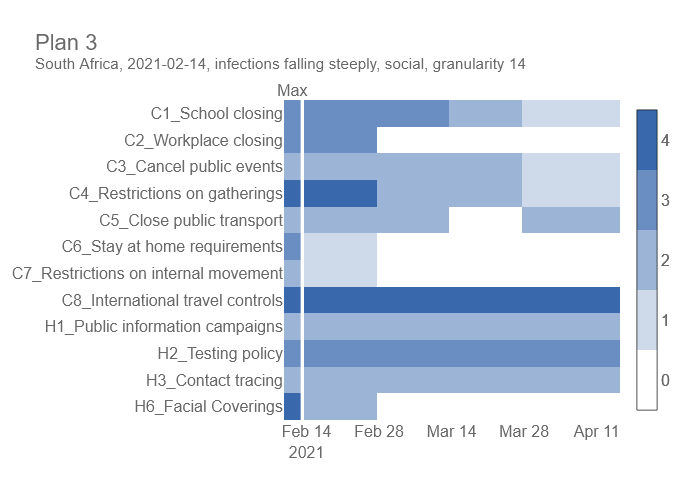 Plan 3
South Africa, 2021-02-14, infections falling steeply, social, granularity 14
Max
C1_School closing
C2_Workplace closing
C3_Cancel public events
C4_Restrictions on gatherings
C5_Close public transport
C6_Stay at home requirements
C7_Restrictions on internal movement
C8_International travel controls
H1_Public information campaigns
H2_Testing policy
H3_Contact tracing
H6_Facial Coverings
Feb 14 Feb 28 Mar 14 Mar 28 Apr 11
2021
4
3
2
1
0